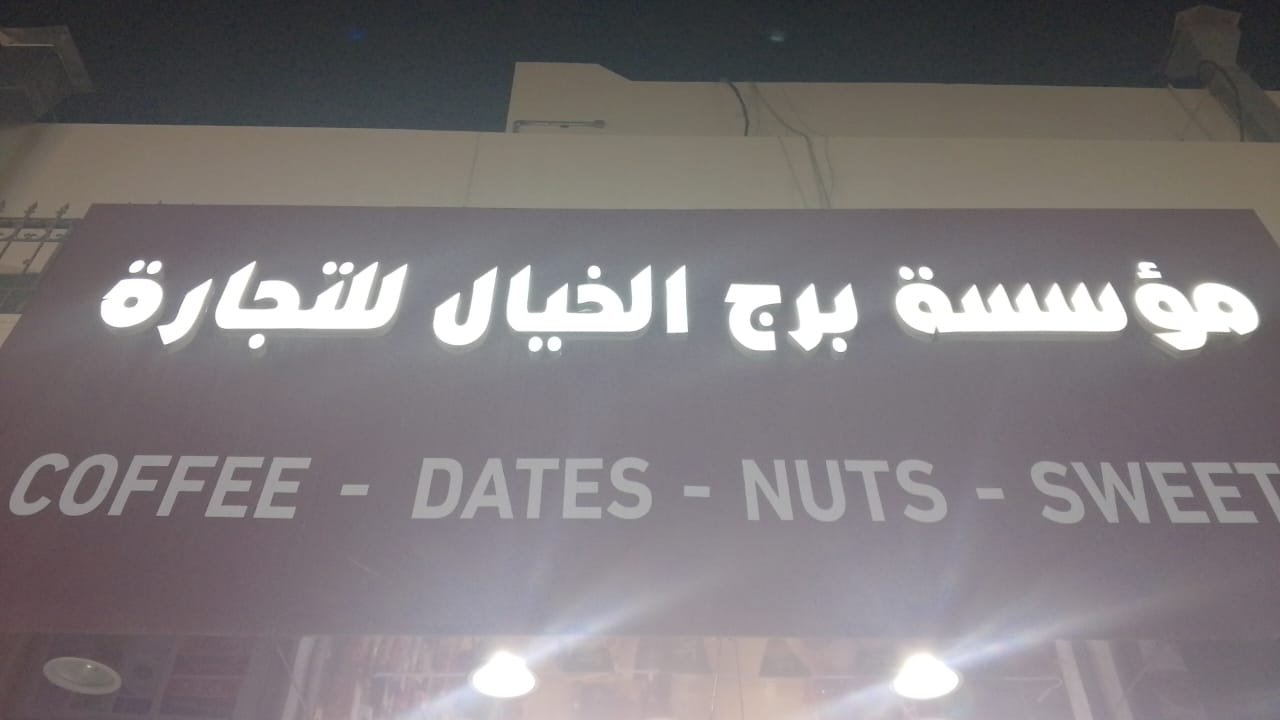 مؤسسة برج الخيال للتجارة
COFFEE - DATES - NUTS - SWEET